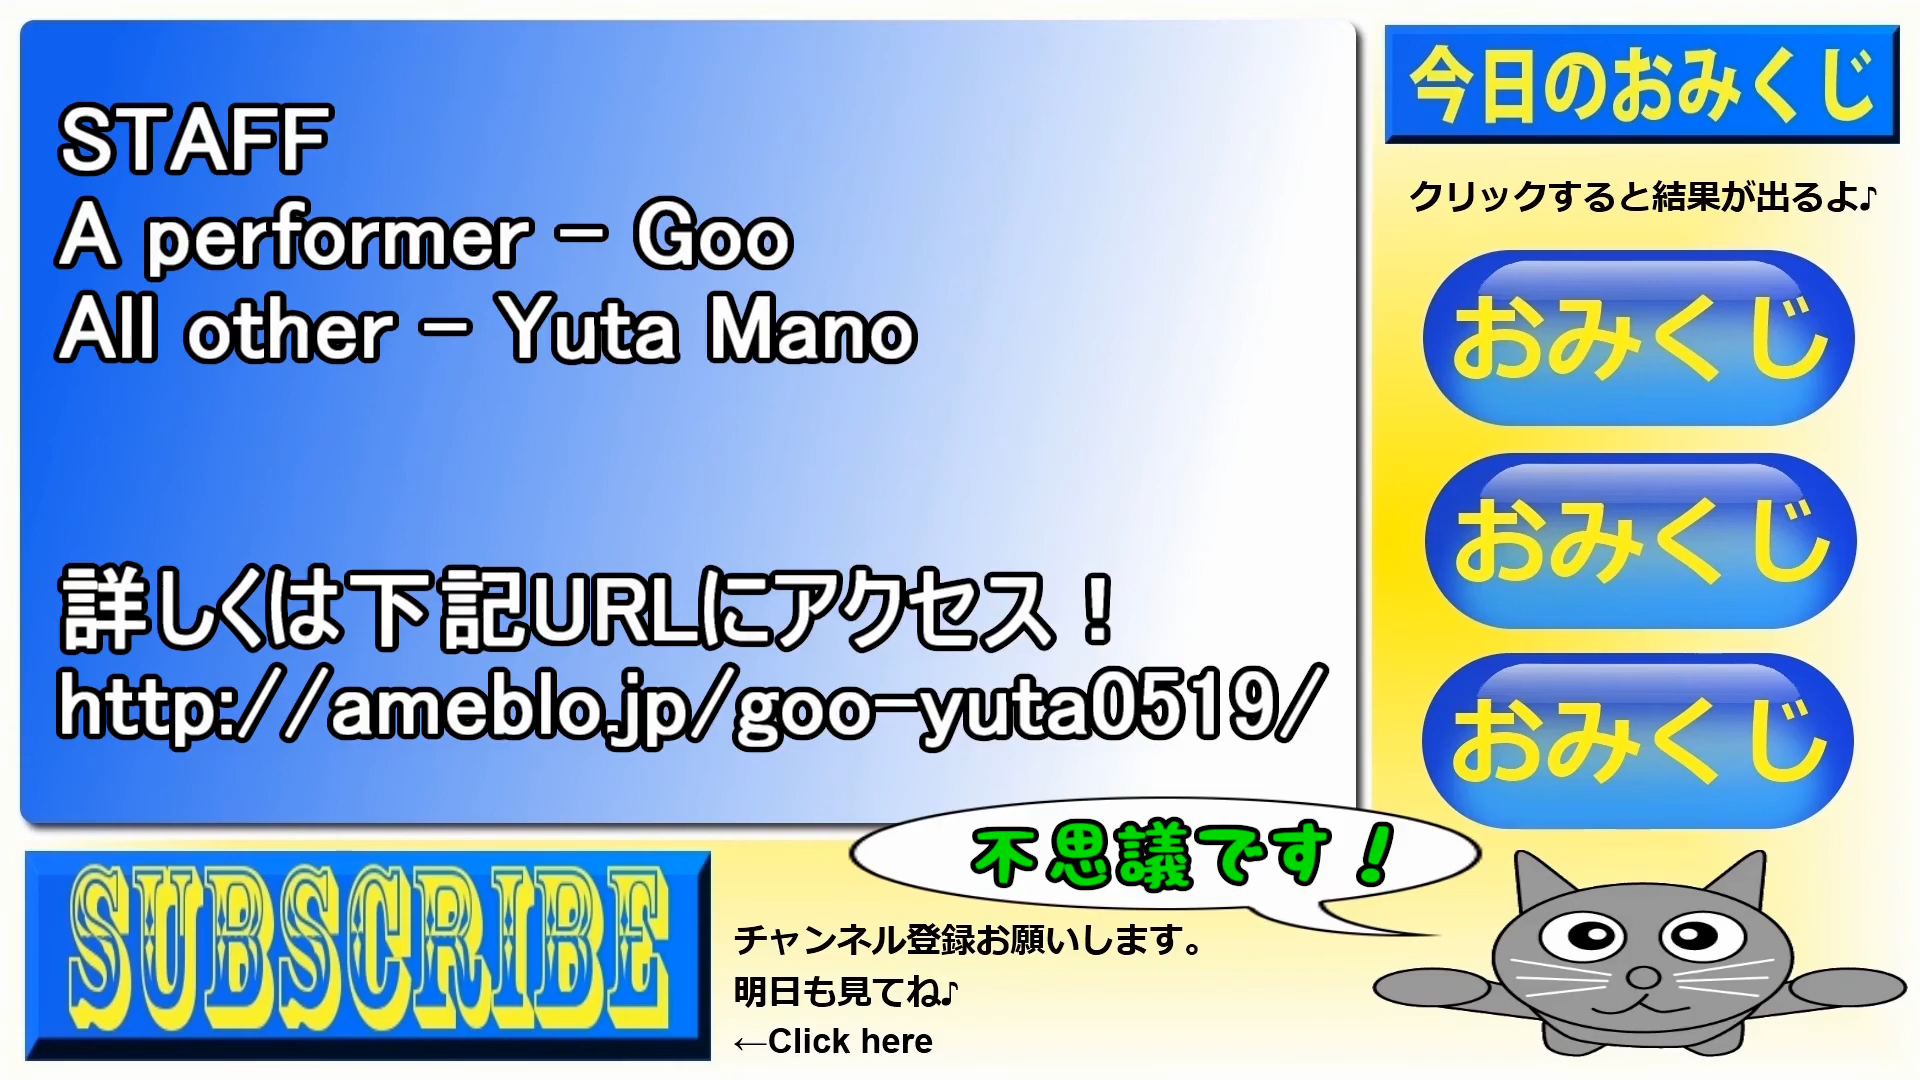 STAFF
A performer - Goo
All other - Yuta Mano
詳しくは下記URLにアクセス！
http://ameblo.jp/goo-yuta0519/
今日のおみくじ
クリックすると結果が出るよ♪
おみくじ
おみくじ
おみくじ
不思議です！
SUBSCRIBE
チャンネル登録お願いします。
明日も見てね♪
←Click here